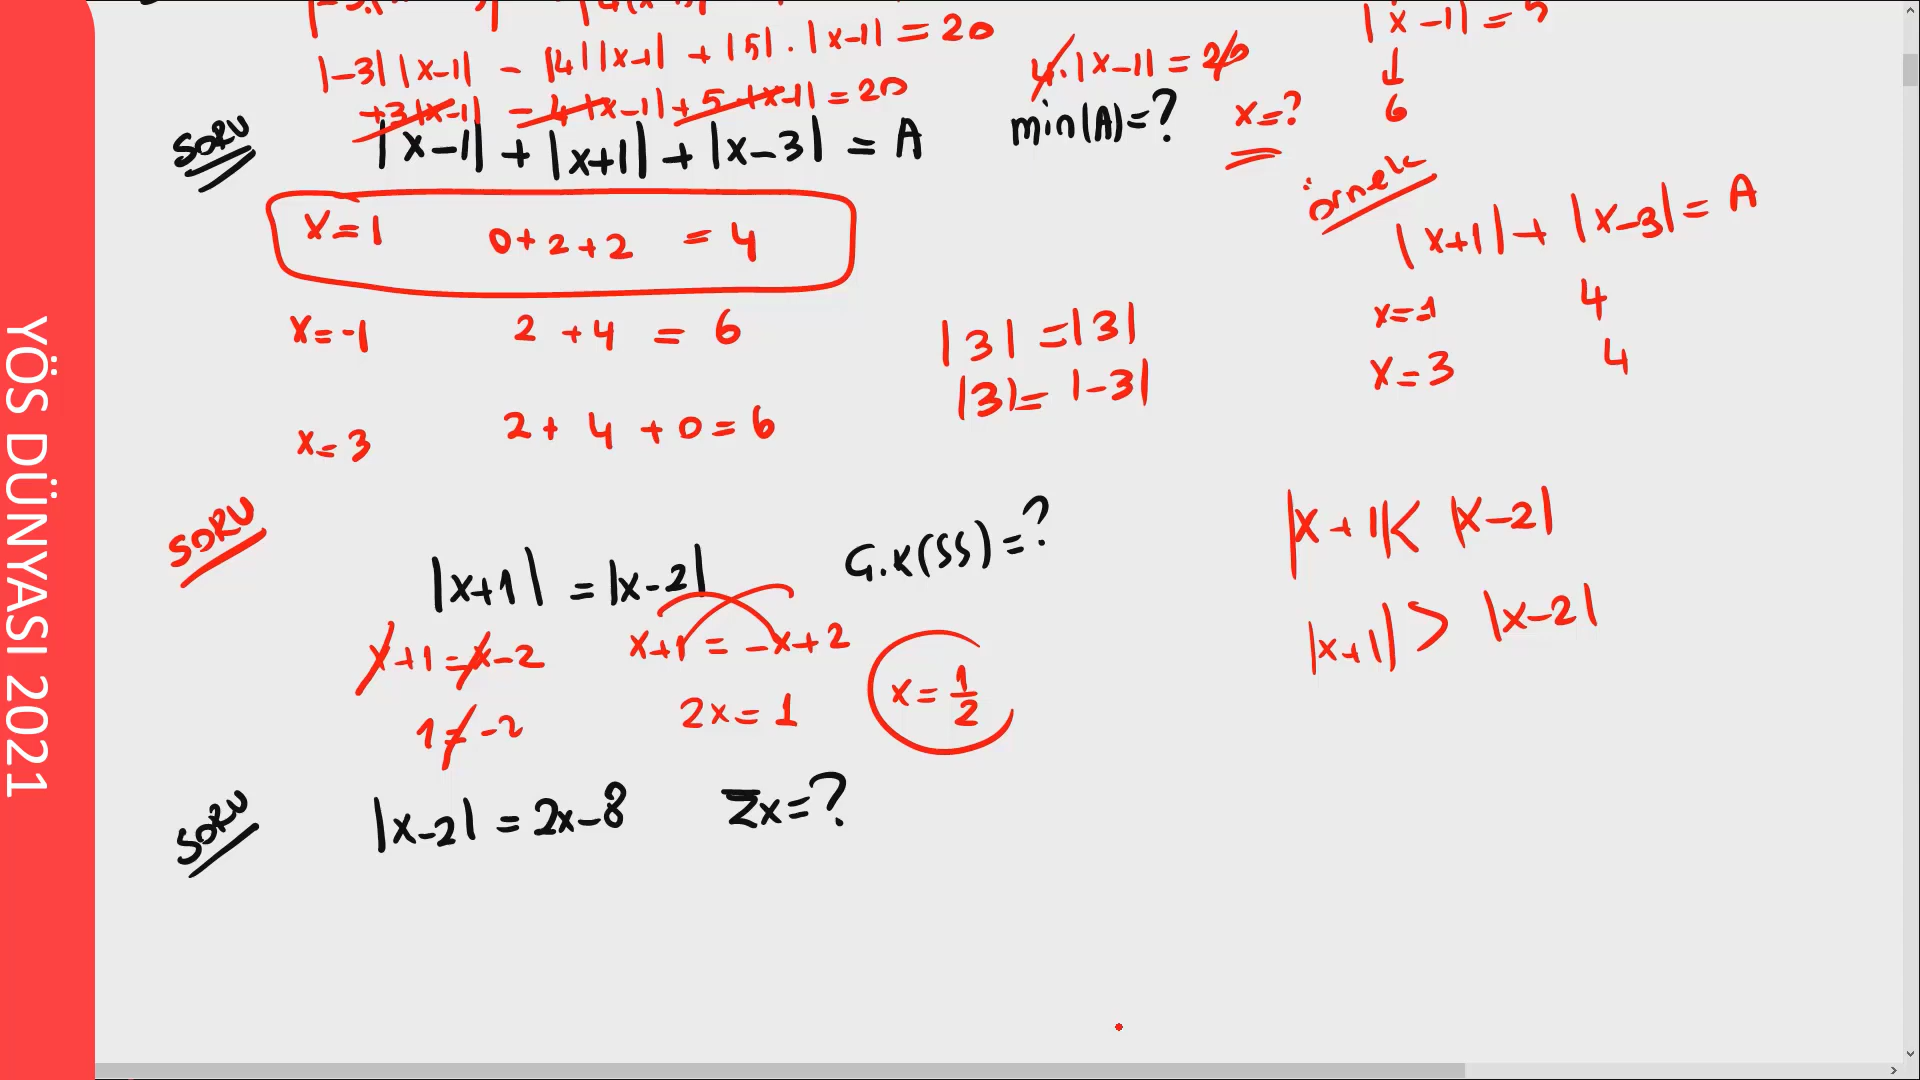 |-3||x-1| - |4||x-1| + |5|.|x-1| = 20
+3|x-1| - 4|x-1| + 5|x-1| = 20
4.|x-1| = 20
x=?
|x-1| = 5
6
SORU
|x-1| + |x+1| + |x-3| = A
min(A)=?
x=1 0+2+2 = 4
x=-1 2+4 = 6
x=3 2+4+0=6
|3| = |3|
|3| = |-3|
örnek
|x+1| + |x-3| = A
x=-1 4
x=3 4
SORU
|x+1| = |x-2|
Ç.K(SS)=?
x+1=x-2
1=-2
x+1=-x+2
2x=1
x=1/2
|x+1|<|x-2|
|x+1|>|x-2|
SORU
|x-2| = 2x-8
Σx=?
YÖS DÜNYASI 2021